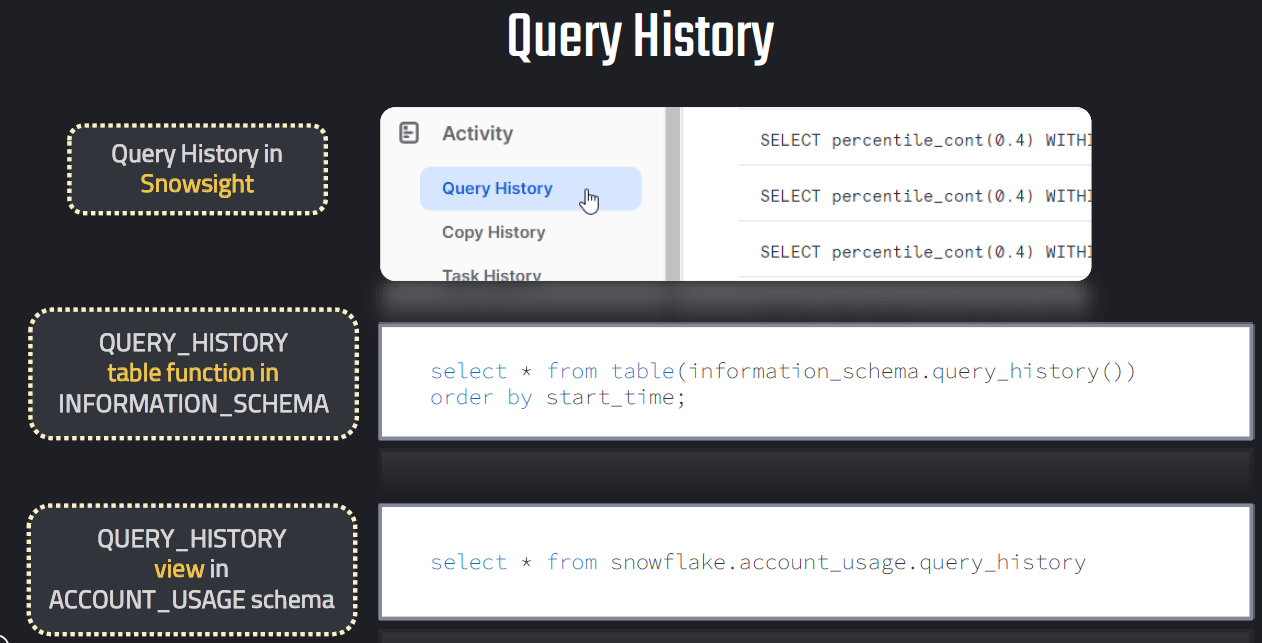 Query History
Query History in
Snowsight
Activity
Query History
Copy History
Task History
SELECT percentile_cont(0.4) WITHI
SELECT percentile_cont(0.4) WITHI
SELECT percentile_cont(0.4) WITHI
QUERY_HISTORY
table function in
INFORMATION_SCHEMA
select * from table(information_schema.query_history())
order by start_time;
QUERY_HISTORY
view in
ACCOUNT_USAGE schema
select * from snowflake.account_usage.query_history